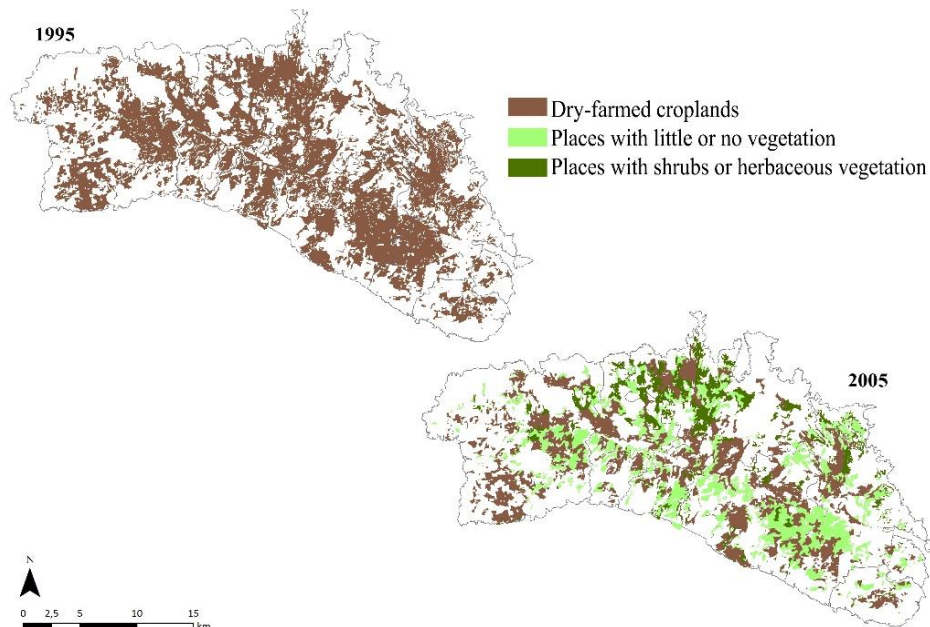 1995
Dry-farmed croplands
Places with little or no vegetation
Places with shrubs or herbaceous vegetation
2005
N
0 2,5 5 10 15
km